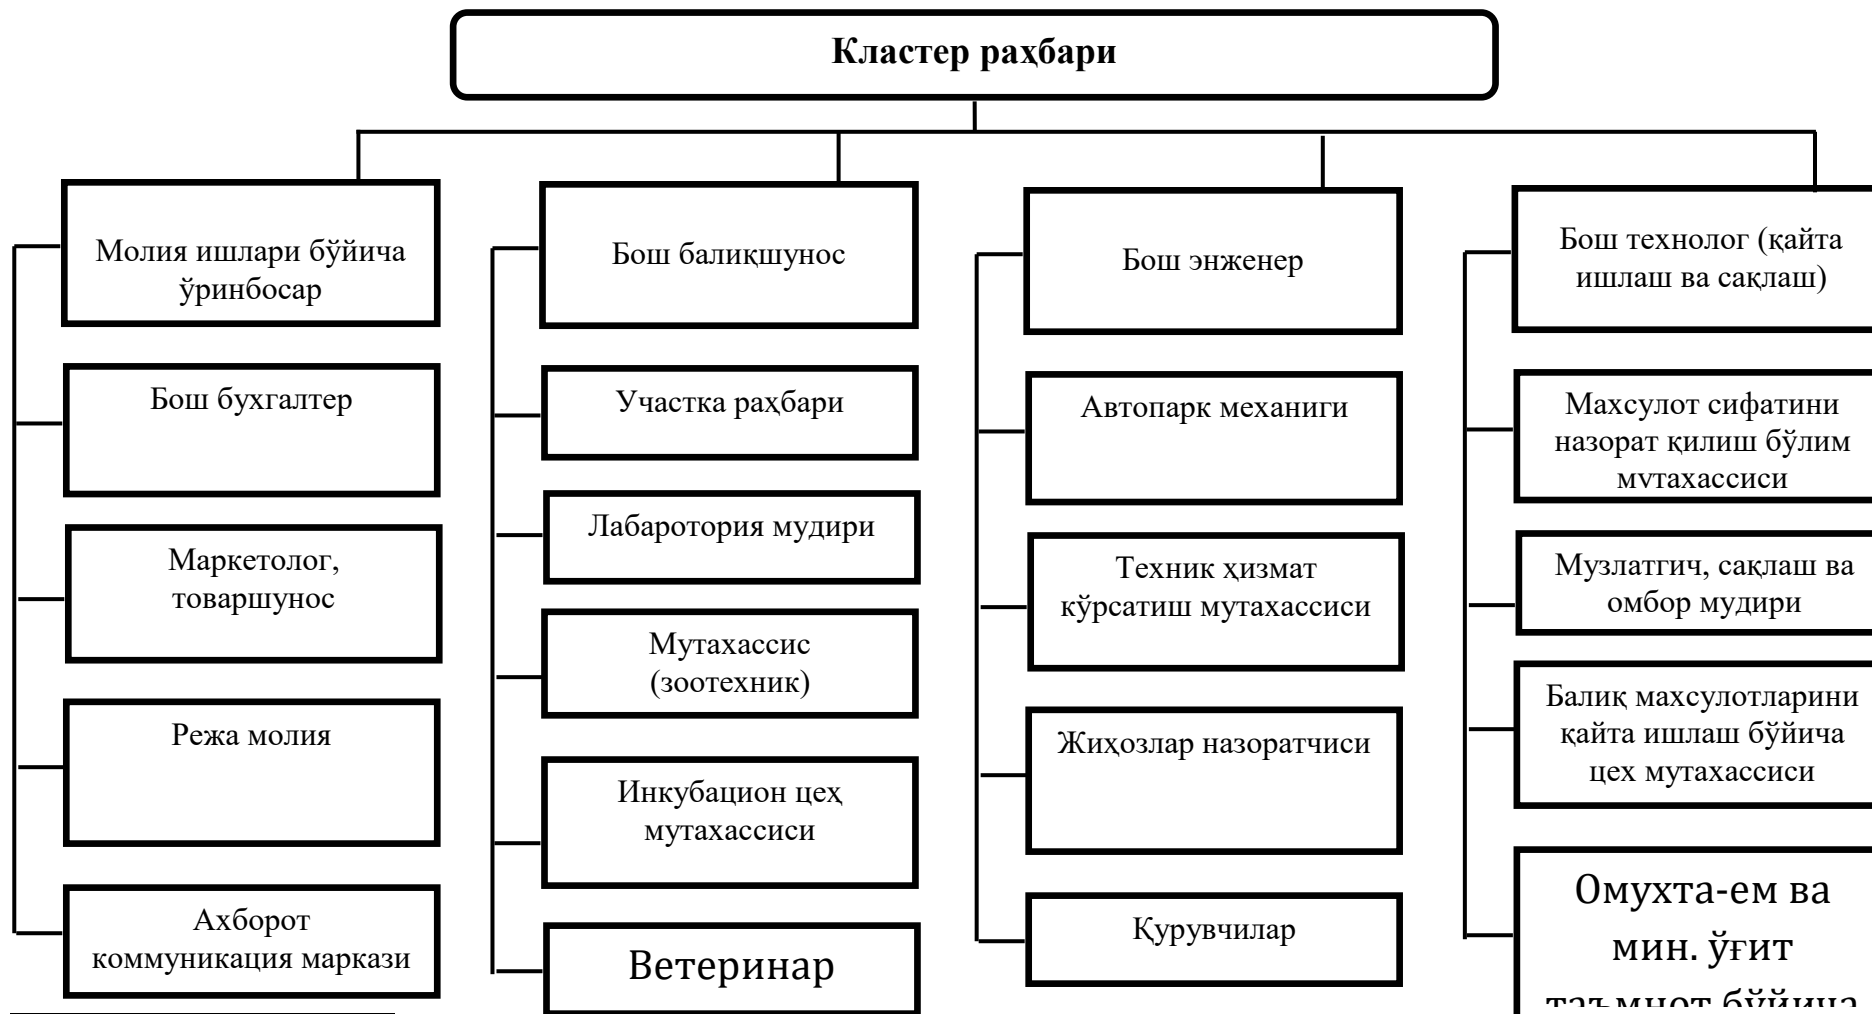 Кластер раҳбари
Молия ишлари бўйича
ўринбосар
Бош бухгалтер
Маркетолог,
товаршунос
Режа молия
Ахборот
коммуникация маркази
Бош балиқшунос
Участка раҳбари
Лабаротория мудири
Мутахассис
(зоотехник)
Инкубацион цеҳ
мутахассиси
Ветеринар
Бош энженер
Автопарк механиги
Техник ҳизмат
кўрсатиш мутахассиси
Жиҳозлар назоратчиси
Қурувчилар
Бош технолог (қайта
ишлаш ва сақлаш)
Махсулот сифатини
назорат қилиш бўлим
мутахассиси
Музлатгич, сақлаш ва
омбор мудири
Балиқ махсулотларини
қайта ишлаш бўйича
цех мутахассиси
Омухта-ем ва
мин. ўғит
бўйича